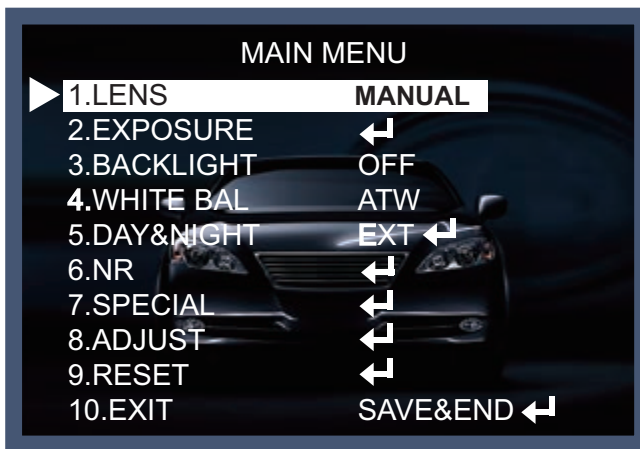 MAIN MENU
1.LENS MANUAL
2.EXPOSURE ↵
3.BACKLIGHT OFF
4.WHITE BAL ATW
5.DAY&NIGHT EXT ↵
6.NR ↵
7.SPECIAL ↵
8.ADJUST ↵
9.RESET ↵
10.EXIT SAVE&END ↵